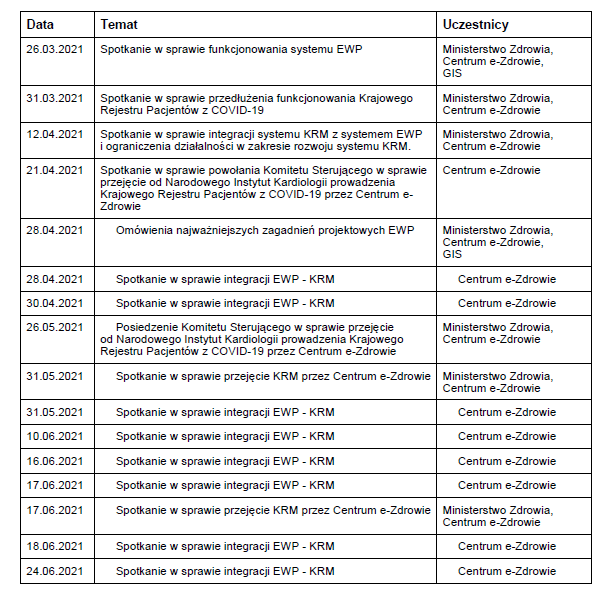 Data Temat Uczestnicy
26.03.2021 Spotkanie w sprawie funkcjonowania systemu EWP Ministerstwo Zdrowia,
Centrum e-Zdrowie,
GIS
31.03.2021 Spotkanie w sprawie przedłużenia funkcjonowania Krajowego Ministerstwo Zdrowia,
Rejestru Pacjentów z COVID-19 Centrum e-Zdrowie
12.04.2021 Spotkanie w sprawie integracji systemu KRM z systemem EWP Ministerstwo Zdrowia,
i ograniczenia działalności w zakresie rozwoju systemu KRM. Centrum e-Zdrowie
21.04.2021 Spotkanie w sprawie powołania Komitetu Sterującego w sprawie Centrum e-Zdrowie
przejęcie od Narodowego Instytut Kardiologii prowadzenia
Krajowego Rejestru Pacjentów z COVID-19 przez Centrum e-
Zdrowie
28.04.2021 Omówienia najważniejszych zagadnień projektowych EWP Ministerstwo Zdrowia,
Centrum e-Zdrowie,
GIS
28.04.2021 Spotkanie w sprawie integracji EWP - KRM Centrum e-Zdrowie
30.04.2021 Spotkanie w sprawie integracji EWP - KRM Centrum e-Zdrowie
26.05.2021 Posiedzenie Komitetu Sterującego w sprawie przejęcie Ministerstwo Zdrowia,
od Narodowego Instytut Kardiologii prowadzenia Krajowego Centrum e-Zdrowie
Rejestru Pacjentów z COVID-19 przez Centrum e-Zdrowie
31.05.2021 Spotkanie w sprawie przejęcie KRM przez Centrum e-Zdrowie Ministerstwo Zdrowia,
Centrum e-Zdrowie
31.05.2021 Spotkanie w sprawie integracji EWP - KRM Centrum e-Zdrowie
10.06.2021 Spotkanie w sprawie integracji EWP - KRM Centrum e-Zdrowie
16.06.2021 Spotkanie w sprawie integracji EWP - KRM Centrum e-Zdrowie
17.06.2021 Spotkanie w sprawie integracji EWP - KRM Centrum e-Zdrowie
17.06.2021 Spotkanie w sprawie przejęcie KRM przez Centrum e-Zdrowie Ministerstwo Zdrowia,
Centrum e-Zdrowie
18.06.2021 Spotkanie w sprawie integracji EWP - KRM Centrum e-Zdrowie
24.06.2021 Spotkanie w sprawie integracji EWP - KRM Centrum e-Zdrowie